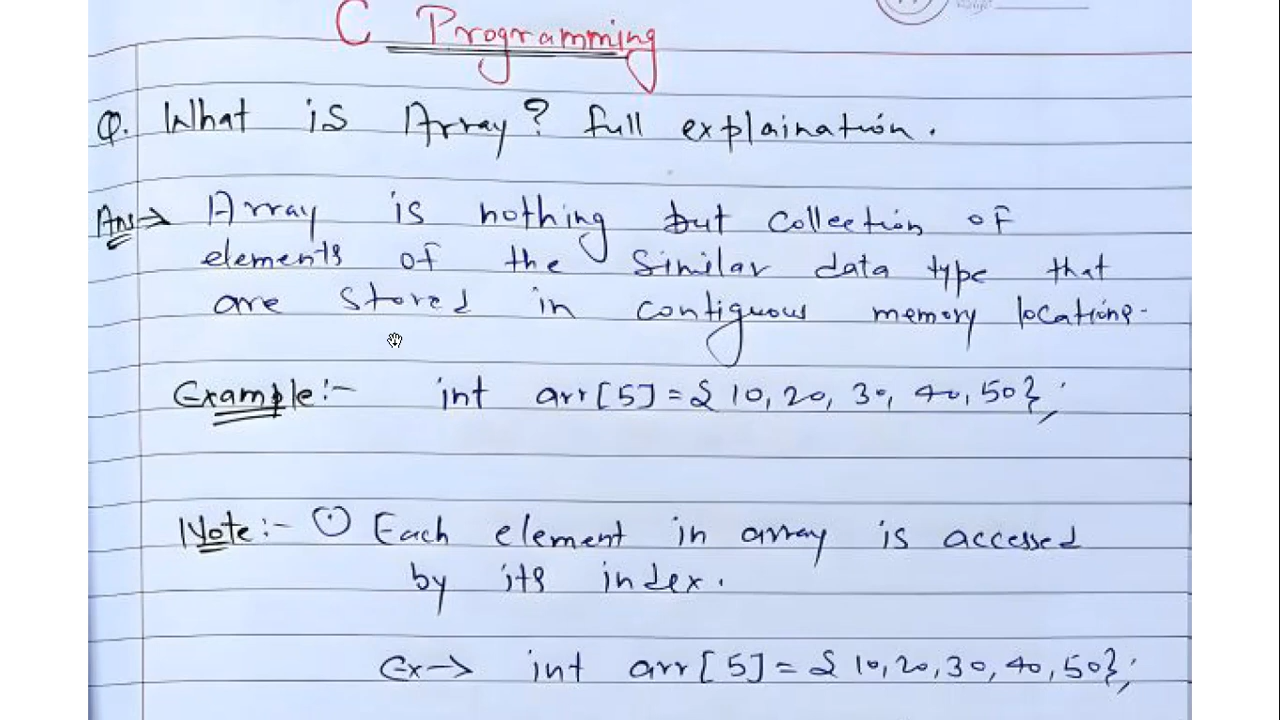 C Programming
Q. What is Array? full explaination.
Ans→ Array is nothing but collection of
elements of the similar data type that
are stored in contiguous memory locations.
Example:- int arr[5] = {10, 20, 30, 40, 50};
Note:- ① Each element in array is accessed
by its index.
Ex→ int arr[5] = {10, 20, 30, 40, 50};